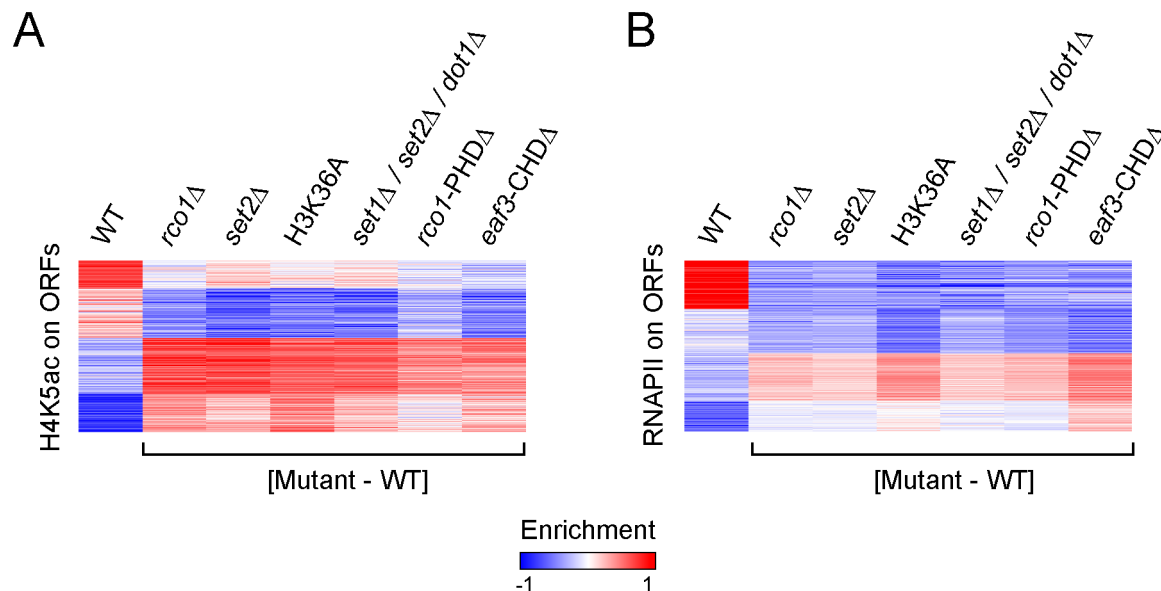 A
WT
rco1Δ
set2Δ
H3K36A
set1Δ / set2Δ / dot1Δ
rco1-PHDΔ
eaf3-CHDΔ
H4K5ac on ORFs
[Mutant - WT]
B
WT
rco1Δ
set2Δ
H3K36A
set1Δ / set2Δ / dot1Δ
rco1-PHDΔ
eaf3-CHDΔ
RNAPII on ORFs
[Mutant - WT]
Enrichment
-1 1